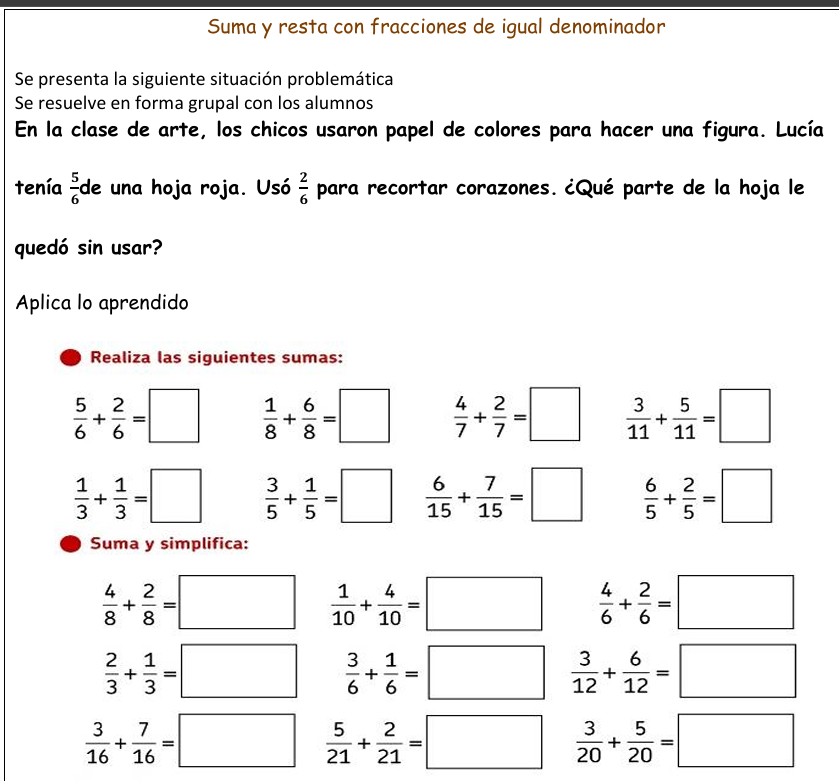 Suma y resta con fracciones de igual denominador
Se presenta la siguiente situación problemática
Se resuelve en forma grupal con los alumnos
En la clase de arte, los chicos usaron papel de colores para hacer una figura. Lucía
tenía 5/6 de una hoja roja. Usó 2/6 para recortar corazones. ¿Qué parte de la hoja le
quedó sin usar?
Aplica lo aprendido
Realiza las siguientes sumas:
5/6 + 2/6 = 1/8 + 6/8 = 4/7 + 2/7 = 3/11 + 5/11 =
1/3 + 1/3 = 3/5 + 1/5 = 6/15 + 7/15 = 6/5 + 2/5 =
Suma y simplifica:
4/8 + 2/8 = 1/10 + 4/10 = 4/6 + 2/6 =
2/3 + 1/3 = 3/6 + 1/6 = 3/12 + 6/12 =
3/16 + 7/16 = 5/21 + 2/21 = 3/20 + 5/20 =